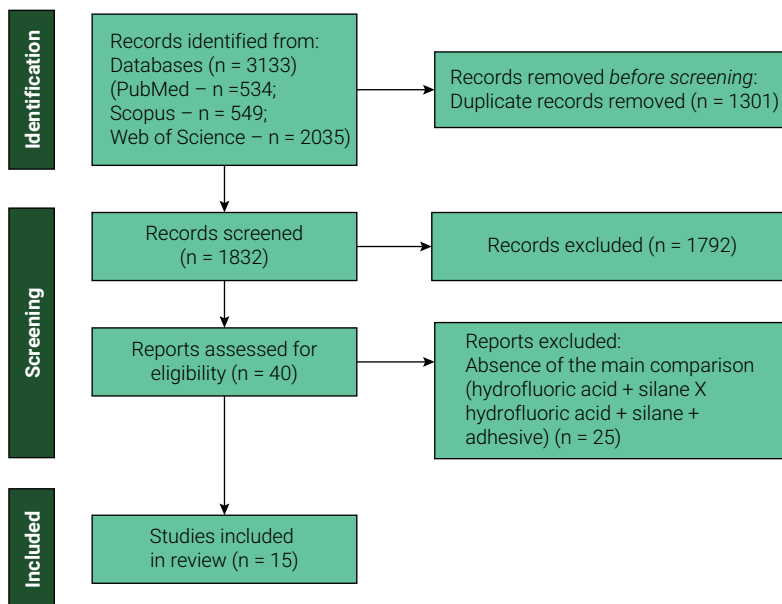 Identification
Records identified from:
Databases (n = 3133)
(PubMed – n =534;
Scopus – n = 549;
Web of Science – n = 2035)
Records removed before screening:
Duplicate records removed (n = 1301)
Screening
Records screened
(n = 1832)
Records excluded (n = 1792)
Reports assessed for
eligibility (n = 40)
Reports excluded:
Absence of the main comparison
(hydrofluoric acid + silane X
hydrofluoric acid + silane +
adhesive) (n = 25)
Included
Studies included
in review (n = 15)